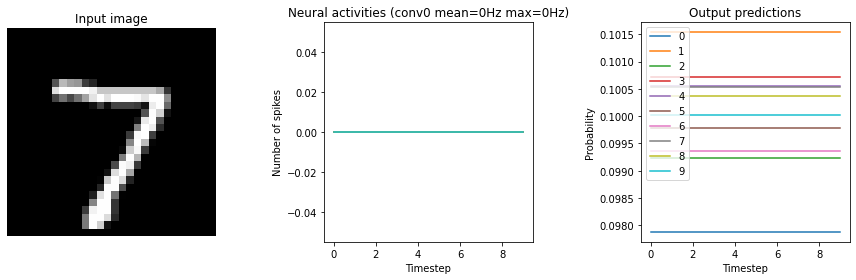 Input image
7
Neural activities (conv0 mean=0Hz max=0Hz)
0.04
0.02
0.00
−0.02
−0.04
Number of spikes
0 2 4 6 8
Timestep
Output predictions
0.1015
0.1010
0.1005
0.1000
0.0995
0.0990
0.0985
0.0980
Probability
0
1
2
3
4
5
6
7
8
9
0 2 4 6 8
Timestep